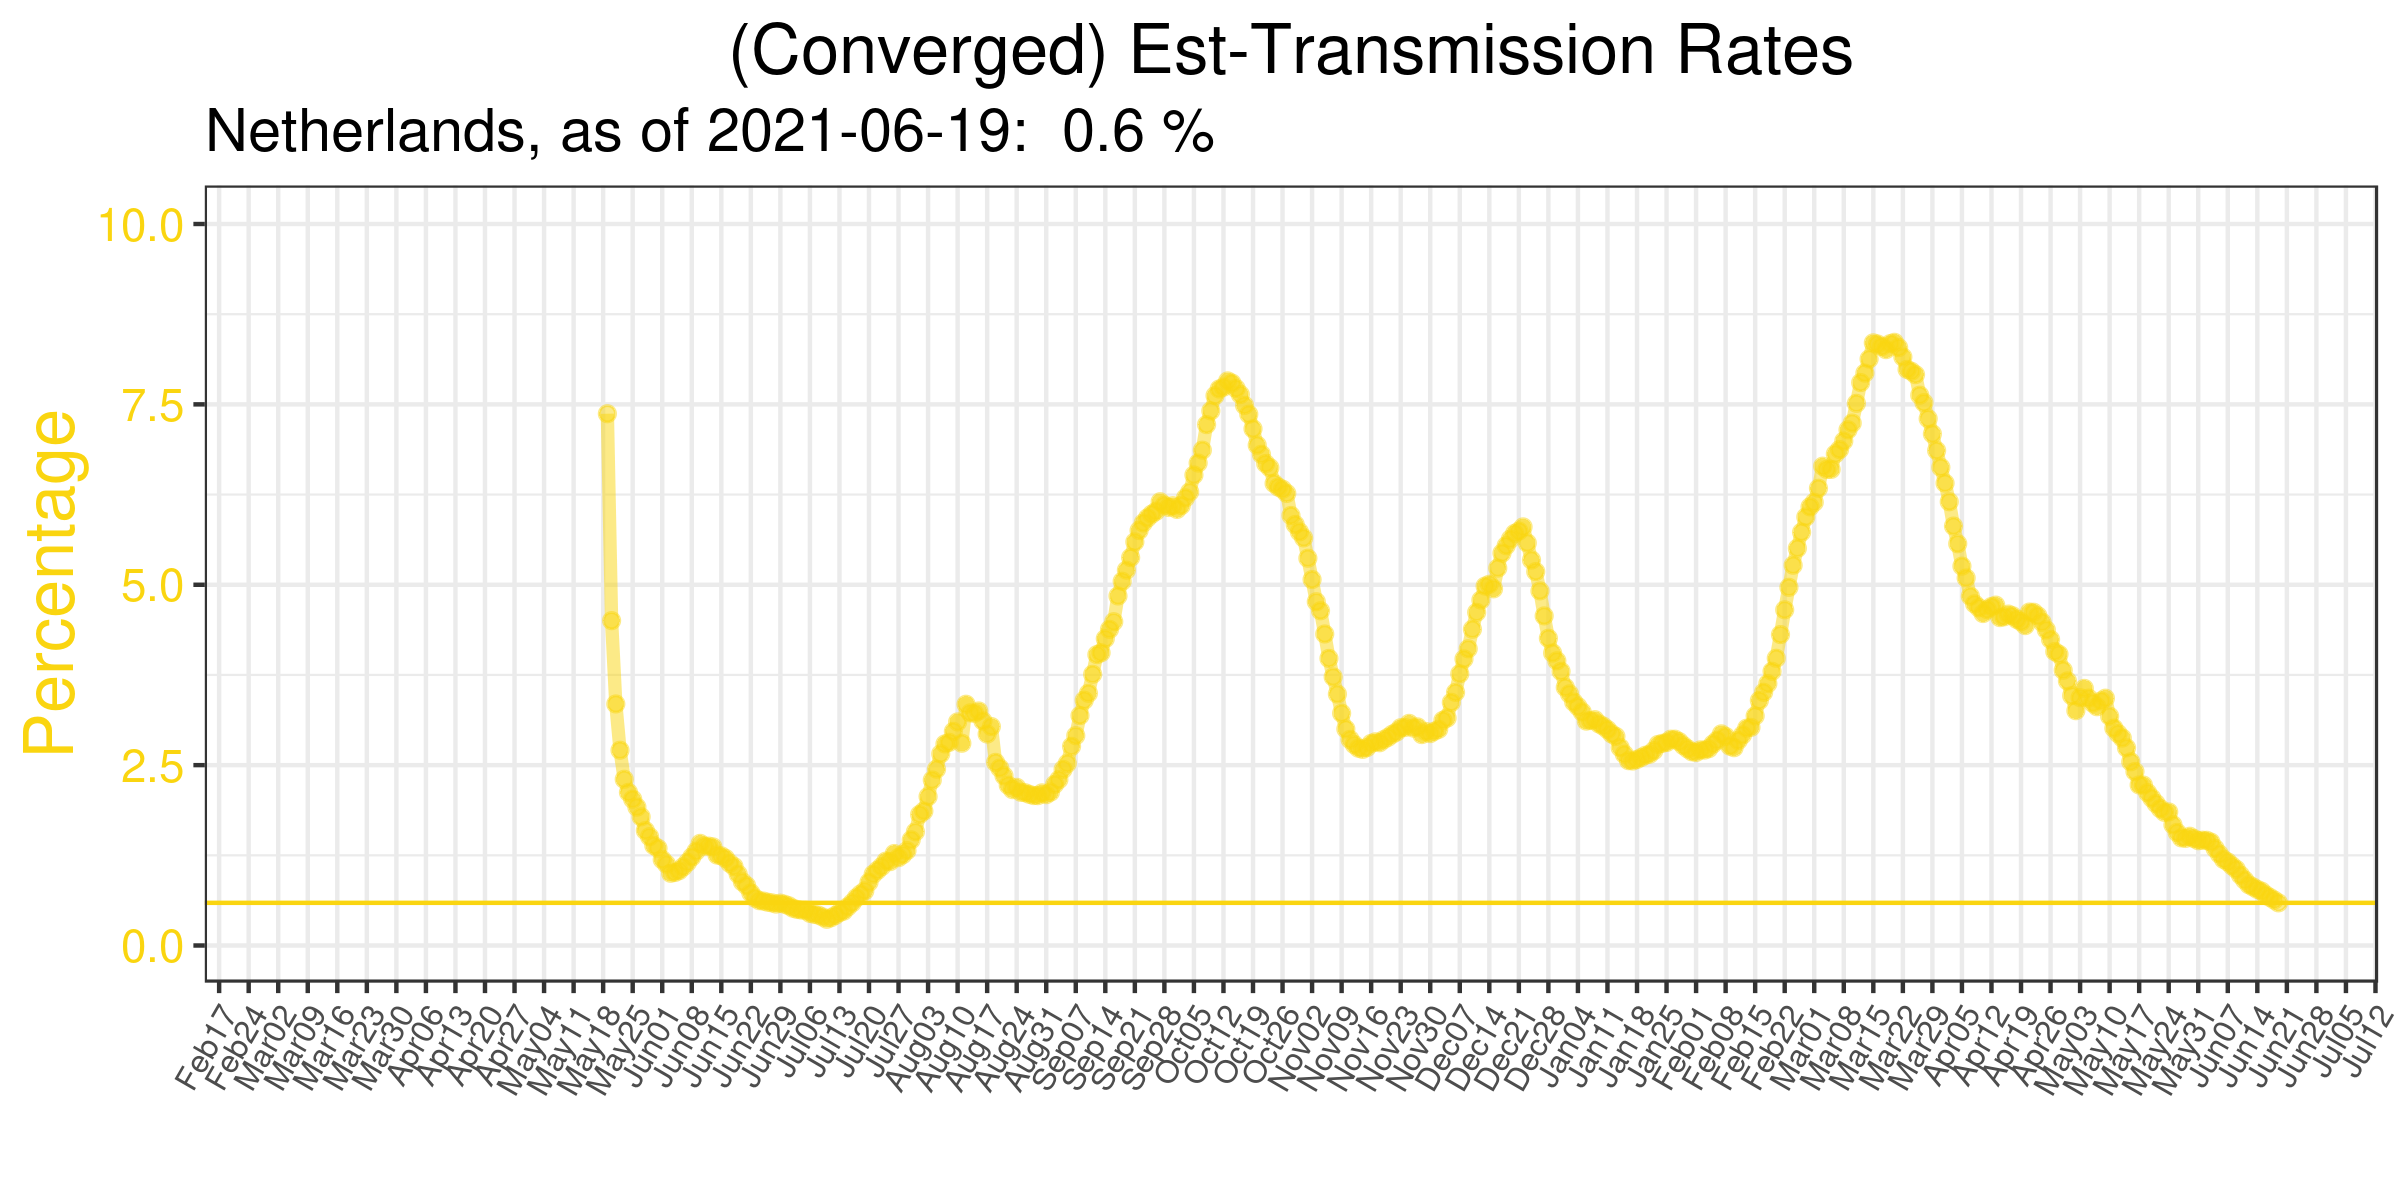 (Converged) Est-Transmission Rates
Netherlands, as of 2021-06-19: 0.6 %
Percentage
10.0
7.5
5.0
2.5
0.0
Feb17
Feb24
Mar02
Mar09
Mar16
Mar23
Mar30
Apr06
Apr13
Apr20
Apr27
May04
May11
May18
May25
Jun01
Jun08
Jun15
Jun22
Jun29
Jul06
Jul13
Jul20
Jul27
Aug03
Aug10
Aug17
Aug24
Aug31
Sep07
Sep14
Sep21
Sep28
Oct05
Oct12
Oct19
Oct26
Nov02
Nov09
Nov16
Nov23
Nov30
Dec07
Dec14
Dec21
Dec28
Jan04
Jan11
Jan18
Jan25
Feb01
Feb08
Feb15
Feb22
Mar01
Mar08
Mar15
Mar22
Mar29
Apr05
Apr12
Apr19
Apr26
May03
May10
May17
May24
May31
Jun07
Jun14
Jun21
Jun28
Jul05
Jul12